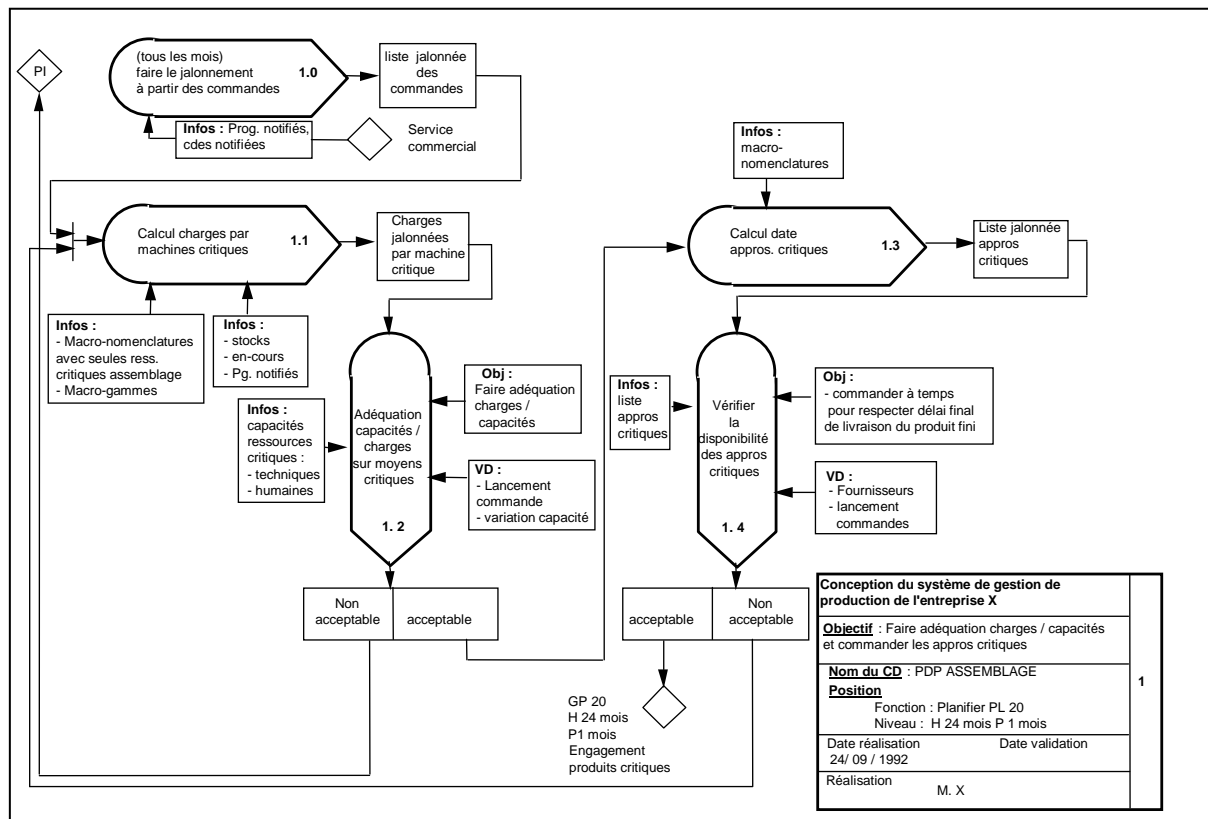 PI
(tous les mois)
faire le jalonnement
à partir des commandes
1.0
liste jalonnée
des
commandes
Infos : Prog. notifiés,
cdes notifiées
Service
commercial
Infos :
macro-
nomenclatures
Calcul charges par
machines critiques
1.1
Charges
jalonnées
par machine
critique
Calcul date
appros. critiques
1.3
Liste jalonnée
appros
critiques
Infos :
- Macro-nomenclatures
avec seules ress.
critiques assemblage
- Macro-gammes
Infos :
- stocks
- en-cours
- Pg. notifiés
Infos :
capacités
ressources
critiques :
- techniques
- humaines
Adéquation
capacités /
charges
sur moyens
critiques
1. 2
Obj :
Faire adéquation
charges /
capacités
VD :
- Lancement
commande
- variation capacité
Infos :
liste
appros
critiques
Vérifier
la
disponibilité
des appros
critiques
1. 4
Obj :
- commander à temps
pour respecter délai final
de livraison du produit fini
VD :
- Fournisseurs
- lancement
commandes
Non
acceptable
acceptable
acceptable
Non
acceptable
GP 20
H 24 mois
P1 mois
Engagement
produits critiques
Conception du système de gestion de
production de l'entreprise X
Objectif : Faire adéquation charges / capacités
et commander les appros critiques
Nom du CD : PDP ASSEMBLAGE
Position
Fonction : Planifier PL 20
Niveau : H 24 mois P 1 mois
1
Date réalisation Date validation
24/ 09 / 1992
Réalisation
M. X